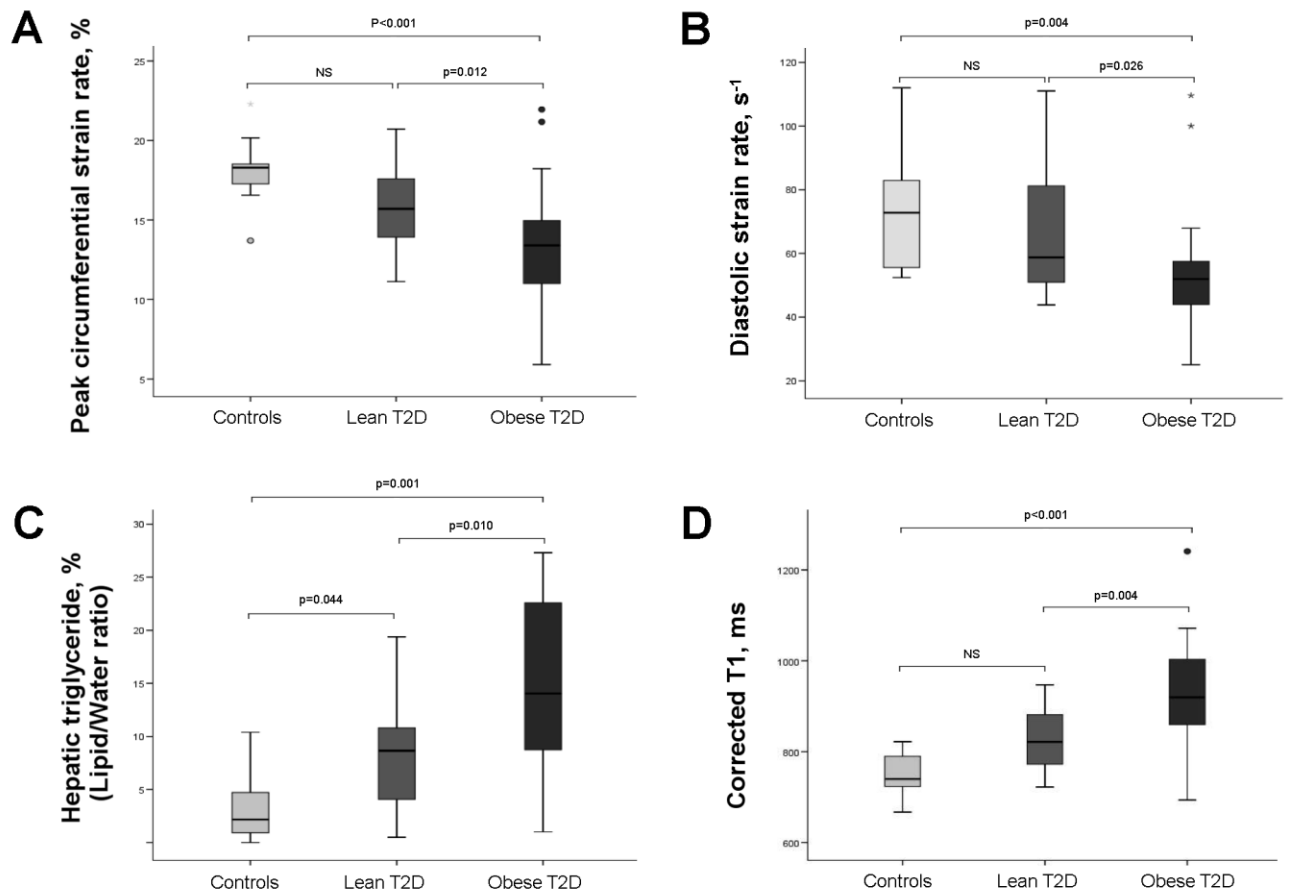 A
Peak circumferential strain rate, %
P<0.001
NS
p=0.012
25
20
15
10
5
Controls
Lean T2D
Obese T2D
B
Diastolic strain rate, s-1
p=0.004
NS
p=0.026
120
100
80
60
40
20
Controls
Lean T2D
Obese T2D
C
Hepatic triglyceride, %
(Lipid/Water ratio)
p=0.001
p=0.010
p=0.044
30
25
20
15
10
5
Controls
Lean T2D
Obese T2D
D
Corrected T1, ms
p<0.001
p=0.004
NS
1200
1000
800
600
Controls
Lean T2D
Obese T2D